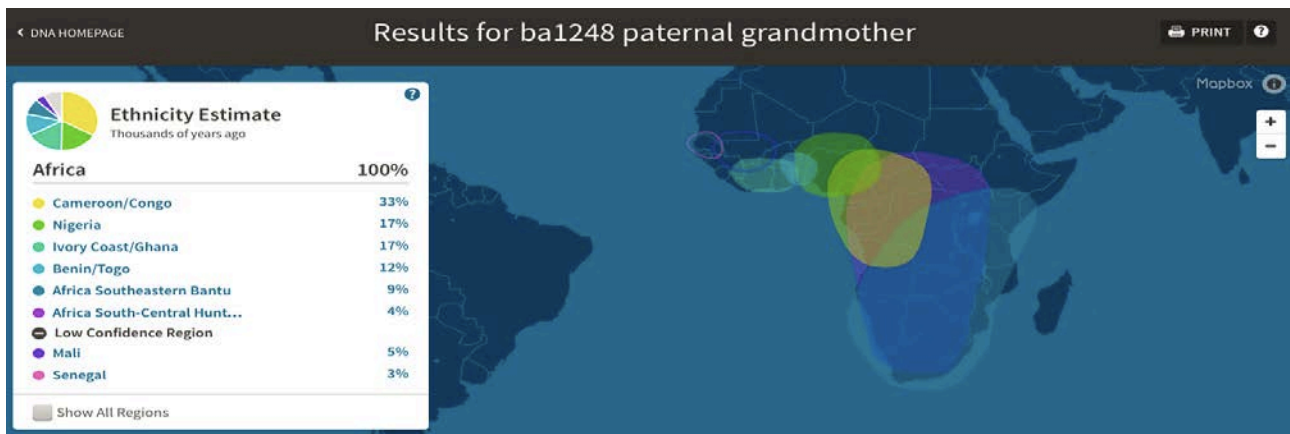 DNA HOMEPAGE
Results for ba1248 paternal grandmother
PRINT ?
Mapbox
Ethnicity Estimate ?
Thousands of years ago
Africa 100%
Cameroon/Congo 33%
Nigeria 17%
Ivory Coast/Ghana 17%
Benin/Togo 12%
Africa Southeastern Bantu 9%
Africa South-Central Hunt... 4%
Low Confidence Region
Mali 5%
Senegal 3%
Show All Regions
+
−